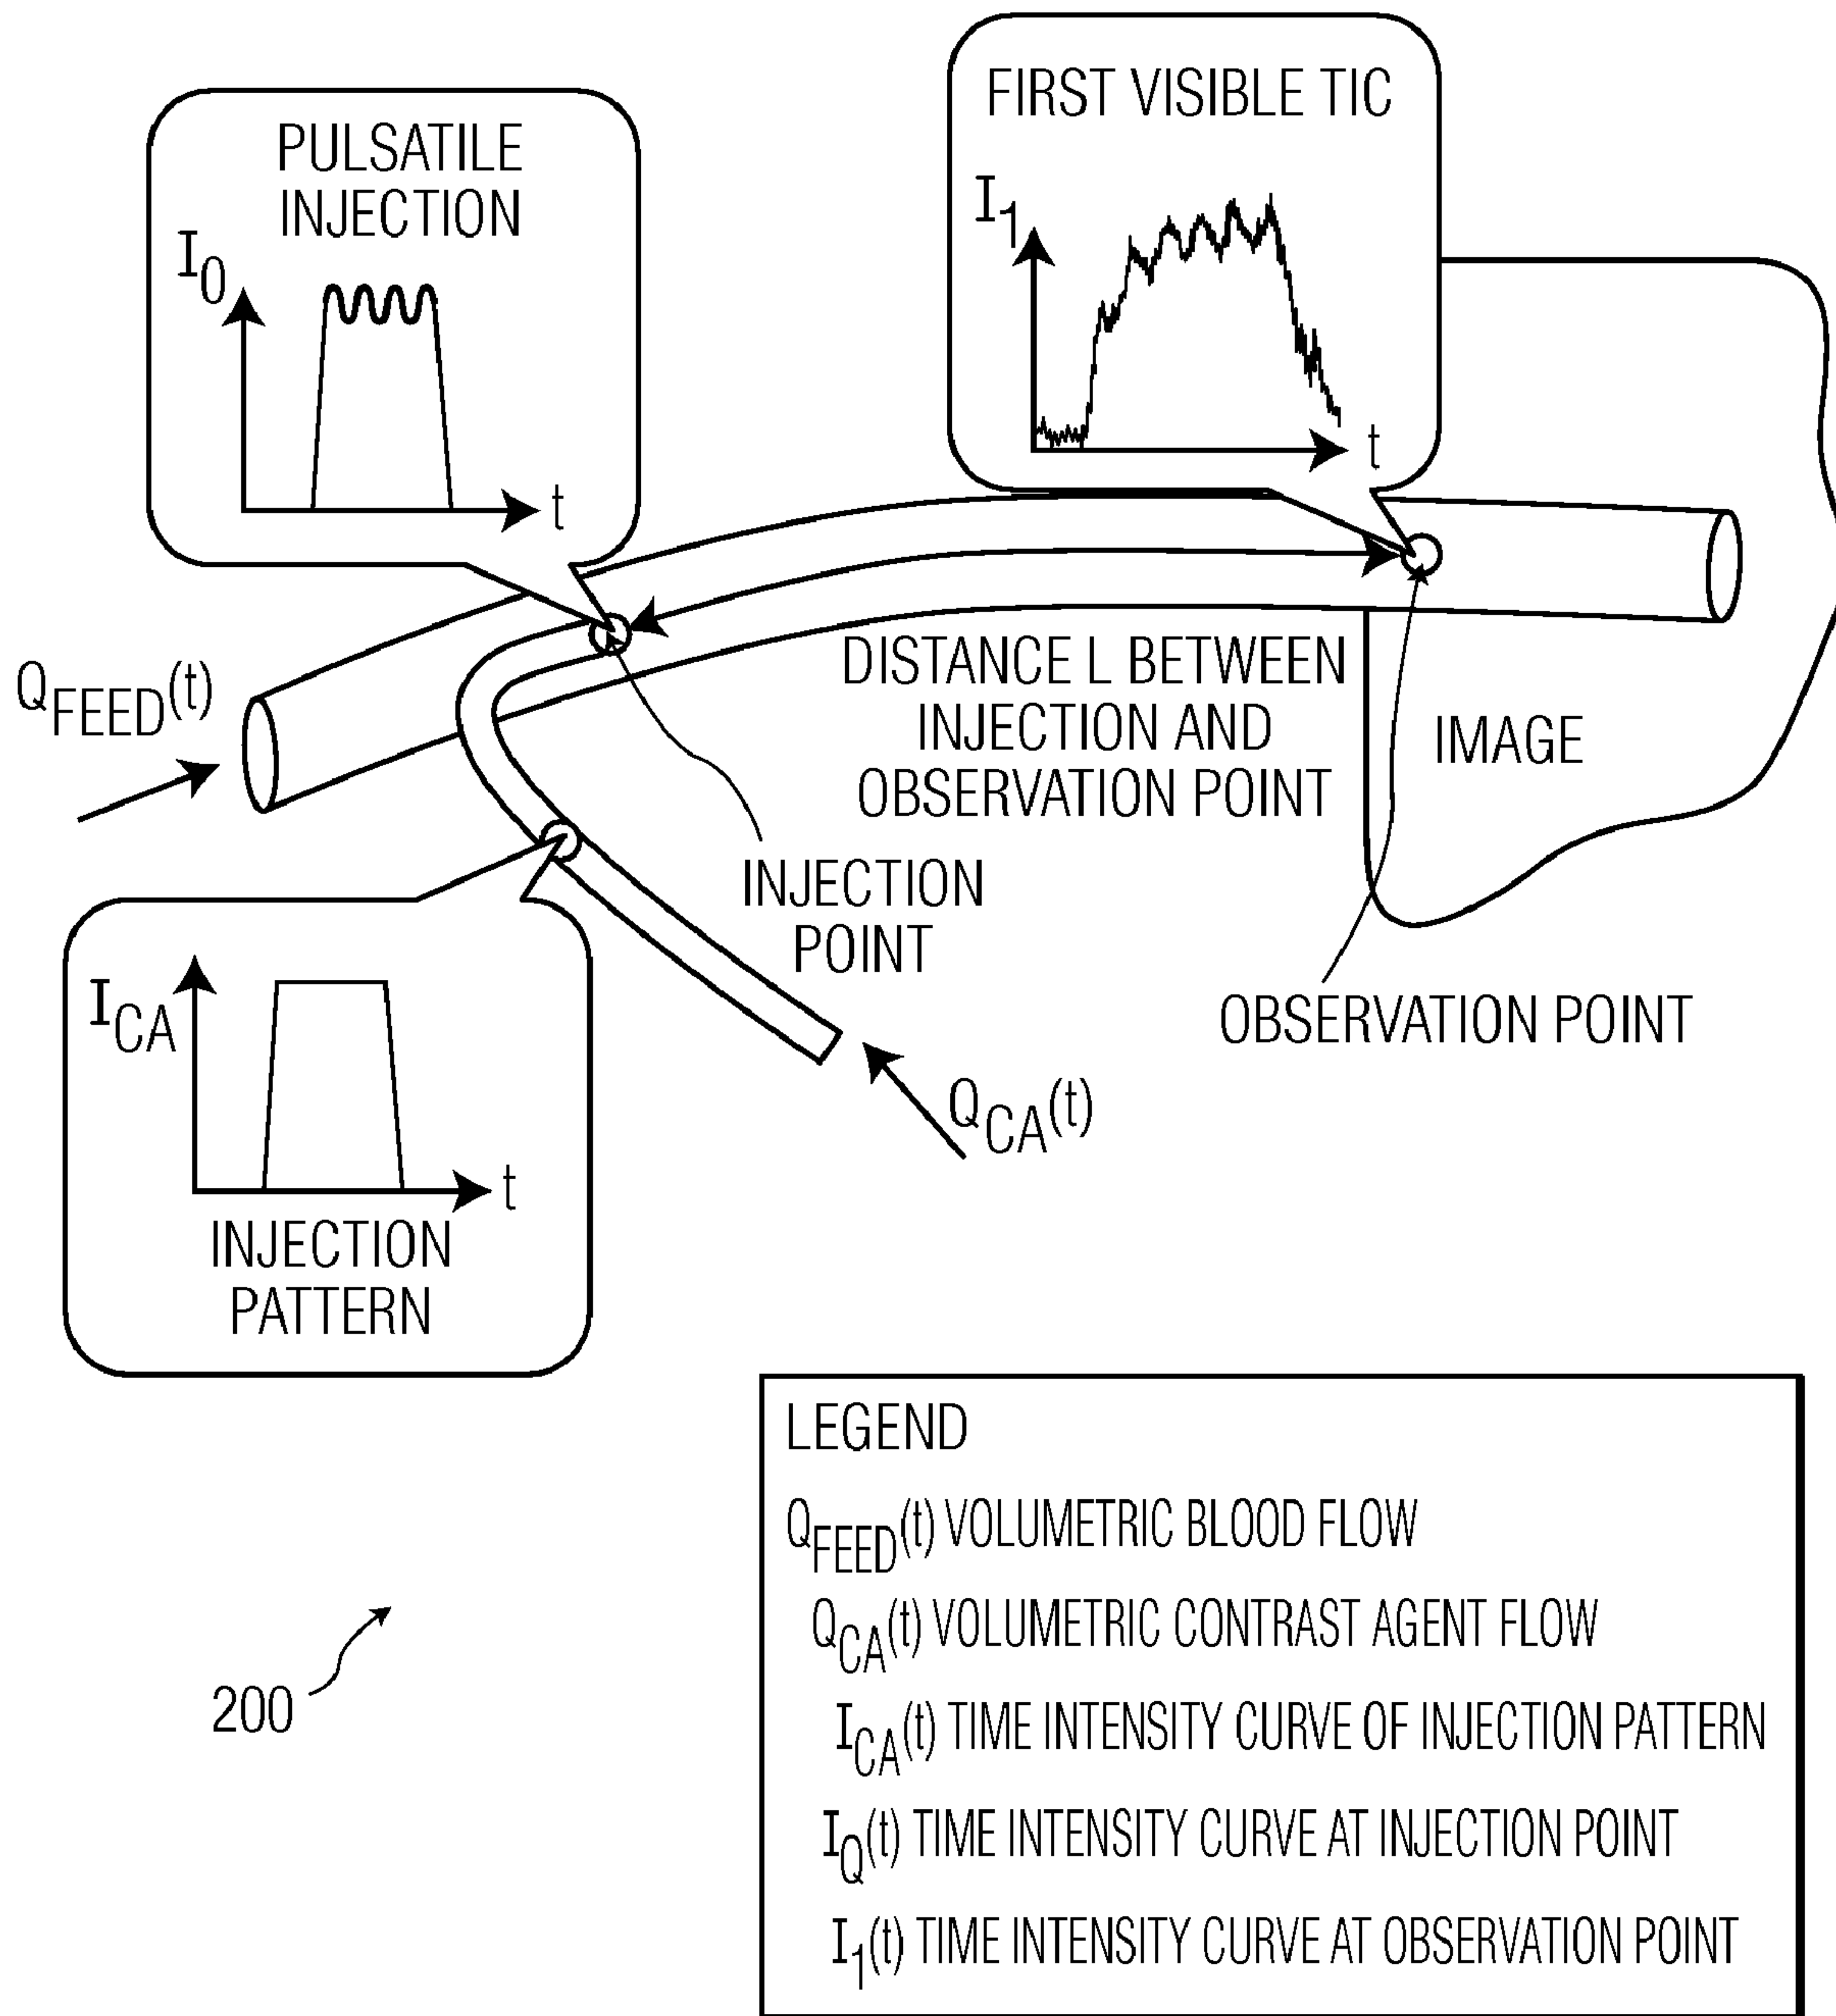 PULSATILE
INJECTION
I0
t
FIRST VISIBLE TIC
I1
t
QFEED(t)
DISTANCE L BETWEEN
INJECTION AND
OBSERVATION POINT
IMAGE
INJECTION
POINT
OBSERVATION POINT
ICA
t
INJECTION
PATTERN
QCA(t)
200
LEGEND
QFEED(t) VOLUMETRIC BLOOD FLOW
QCA(t) VOLUMETRIC CONTRAST AGENT FLOW
ICA(t) TIME INTENSITY CURVE OF INJECTION PATTERN
IQ(t) TIME INTENSITY CURVE AT INJECTION POINT
I1(t) TIME INTENSITY CURVE AT OBSERVATION POINT